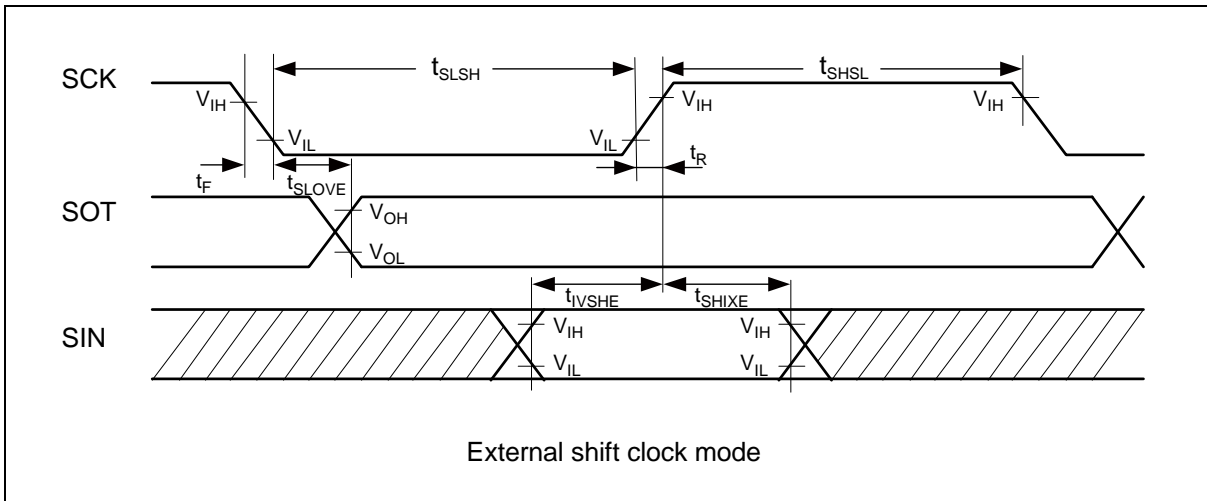 SCK
tSLSH
tSHSL
VIH
VIH
VIH
VIL
VIL
tR
tF
tSLOVE
SOT
VOH
VOL
tIVSHE
tSHIXE
SIN
VIH
VIH
VIL
VIL
External shift clock mode